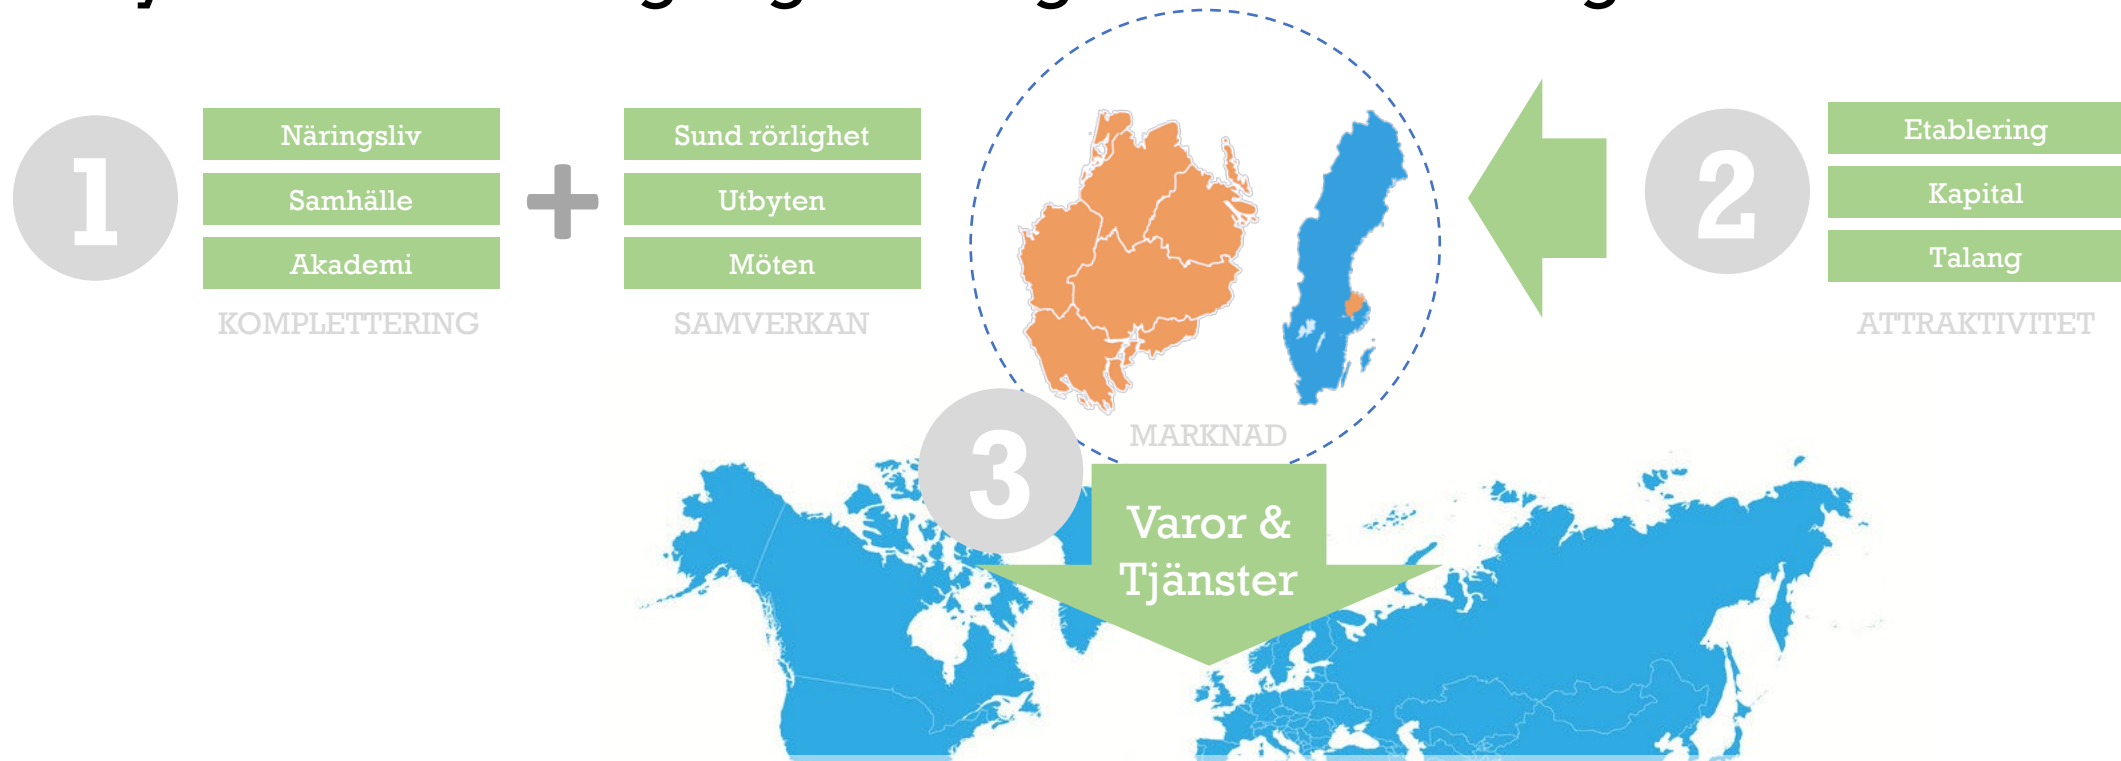 1
Näringsliv
Samhälle
Akademi
KOMPLETTERING
+
Sund rörlighet
Utbyten
Möten
SAMVERKAN
MARKNAD
2
Etablering
Kapital
Talang
ATTRAKTIVITET
3
Varor &
Tjänster